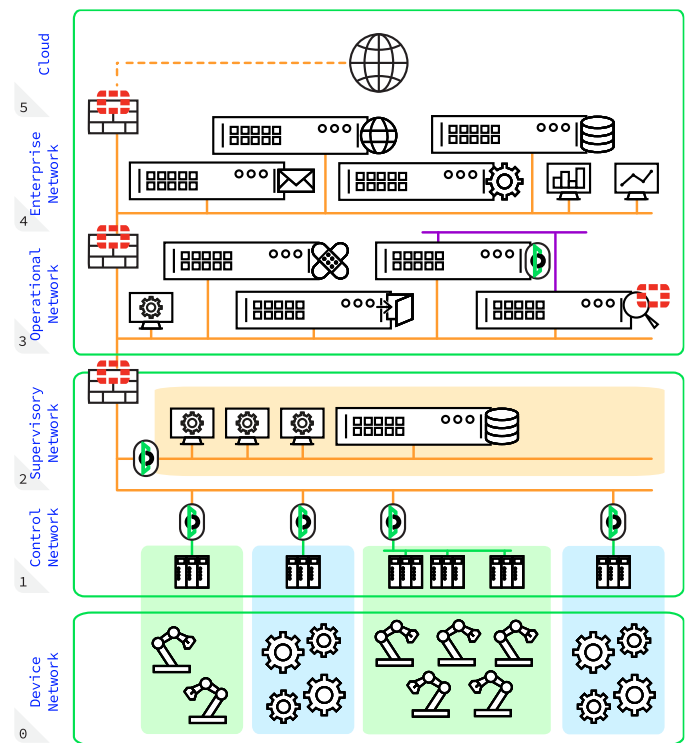 Cloud
5
Enterprise
Network
4
Operational
Network
3
Supervisory
Network
2
Control
Network
1
Device
Network
0